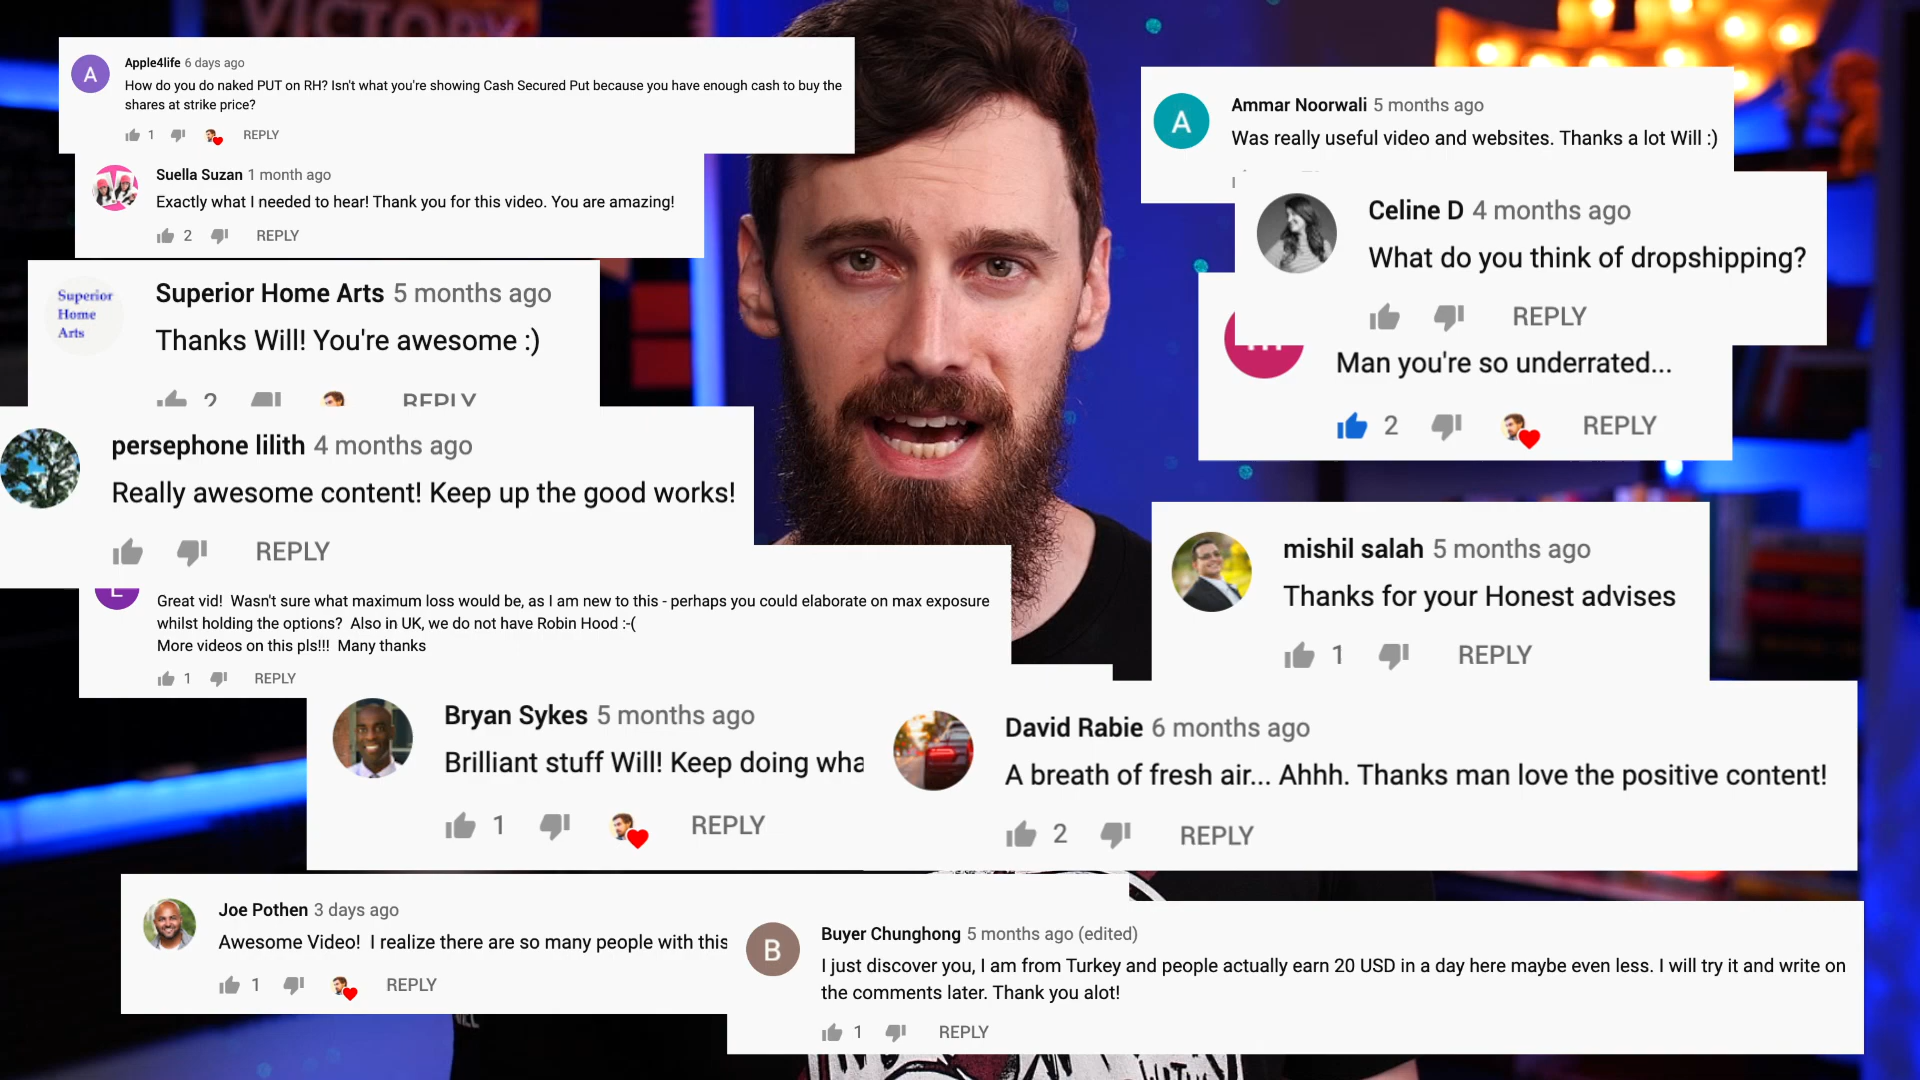 VICTORY
A
Apple4life 6 days ago
How do you do naked PUT on RH? Isn't what you're showing Cash Secured Put because you have enough cash to buy the
shares at strike price?
1 REPLY
Suella Suzan 1 month ago
Exactly what I needed to hear! Thank you for this video. You are amazing!
2 REPLY
Superior
Home
Arts
Superior Home Arts 5 months ago
Thanks Will! You're awesome :)
2 REPLY
persephone lilith 4 months ago
Really awesome content! Keep up the good works!
REPLY
Great vid! Wasn't sure what maximum loss would be, as I am new to this - perhaps you could elaborate on max exposure
whilst holding the options? Also in UK, we do not have Robin Hood :-(
More videos on this pls!!! Many thanks
1 REPLY
Bryan Sykes 5 months ago
Brilliant stuff Will! Keep doing wha
1 REPLY
Joe Pothen 3 days ago
Awesome Video! I realize there are so many people with this
1 REPLY
A
Ammar Noorwali 5 months ago
Was really useful video and websites. Thanks a lot Will :)
Celine D 4 months ago
What do you think of dropshipping?
REPLY
Man you're so underrated...
2 REPLY
mishil salah 5 months ago
Thanks for your Honest advises
1 REPLY
David Rabie 6 months ago
A breath of fresh air... Ahhh. Thanks man love the positive content!
2 REPLY
B
Buyer Chunghong 5 months ago (edited)
I just discover you, I am from Turkey and people actually earn 20 USD in a day here maybe even less. I will try it and write on
the comments later. Thank you alot!
1 REPLY